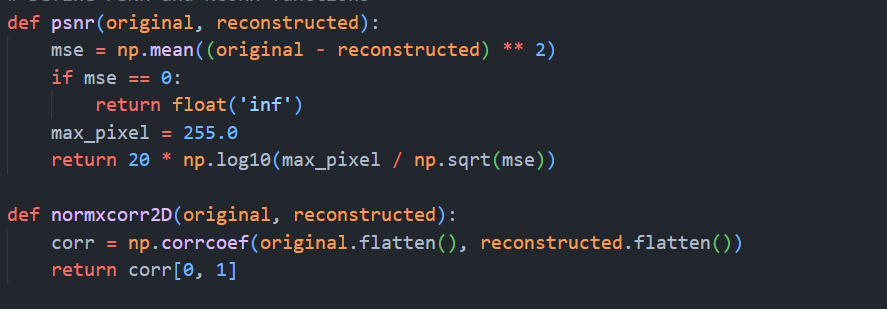 def psnr(original, reconstructed):
    mse = np.mean((original - reconstructed) ** 2)
    if mse == 0:
        return float('inf')
    max_pixel = 255.0
    return 20 * np.log10(max_pixel / np.sqrt(mse))

def normxcorr2D(original, reconstructed):
    corr = np.corrcoef(original.flatten(), reconstructed.flatten())
    return corr[0, 1]